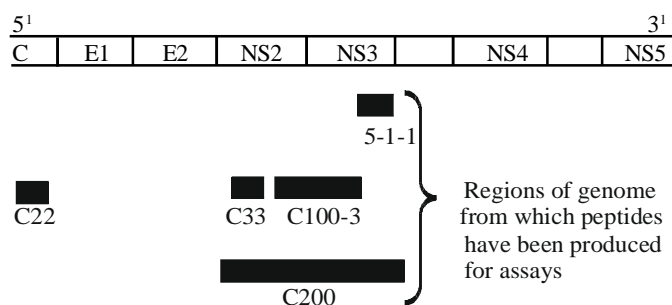 5¹ 3¹
C E1 E2 NS2 NS3 NS4 NS5
5-1-1
C22 C33 C100-3
C200
Regions of genome
from which peptides
have been produced
for assays